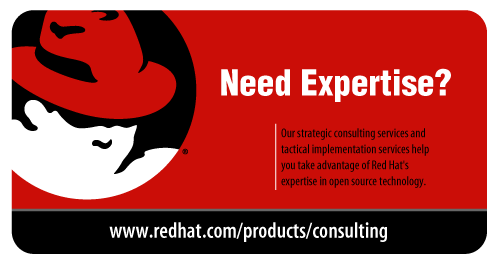 Need Expertise?
Our strategic consulting services and
tactical implementation services help
you take advantage of Red Hat's
expertise in open source technology.
®
www.redhat.com/products/consulting